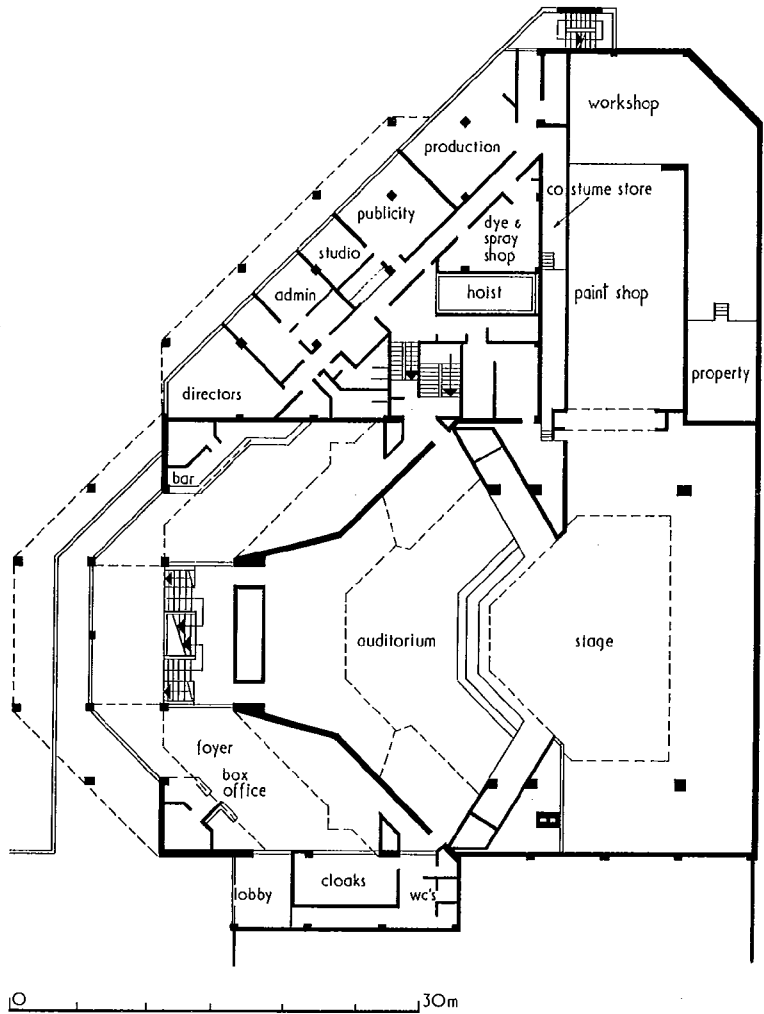 workshop
production
costume store
publicity
dye &
spray
shop
studio
admin
hoist
paint shop
property
directors
bar
auditorium
stage
foyer
box
office
cloaks
lobby
wc's
0
30m